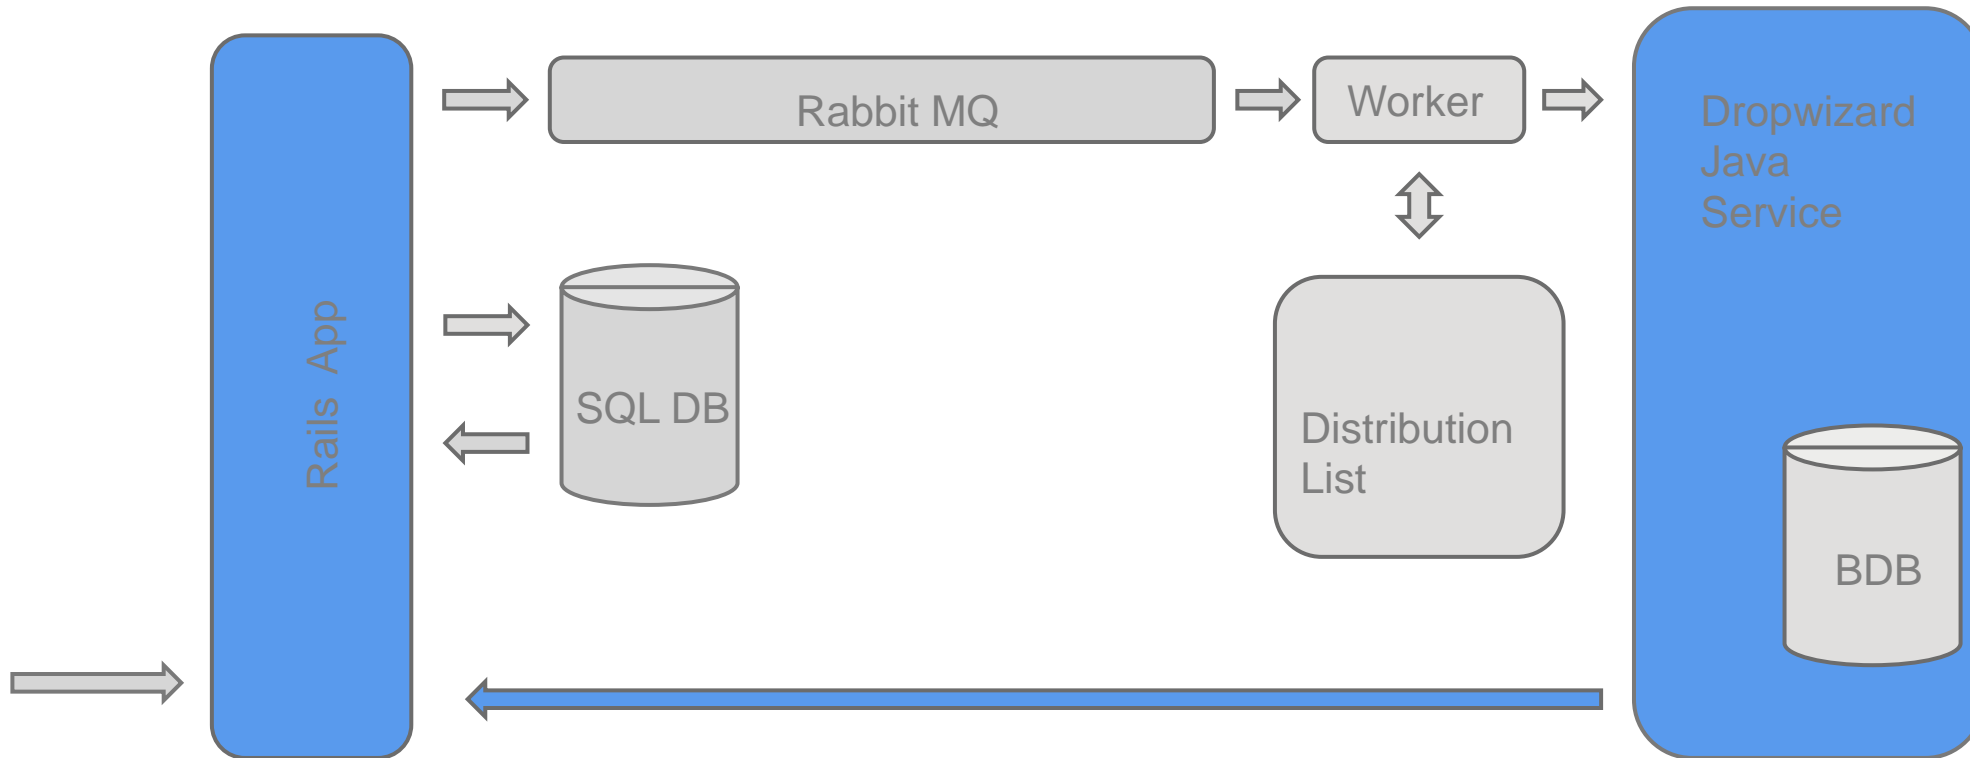 Rails App
Rabbit MQ
Worker
Dropwizard
Java
Service
SQL DB
Distribution
List
BDB